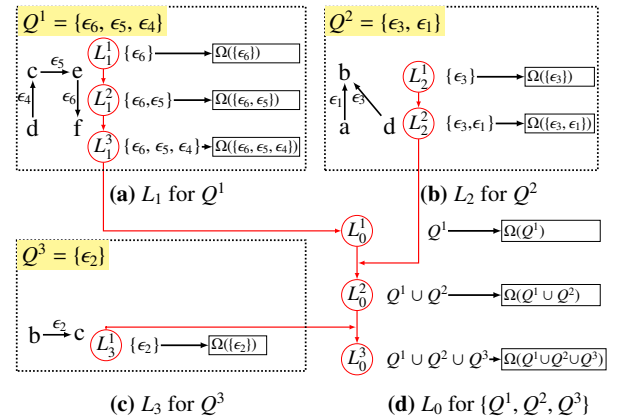 Q¹ = {ϵ₆, ϵ₅, ϵ₄}
c ϵ₅ e
ϵ₄ ϵ₆
d f
L₁¹ {ϵ₆} Ω({ϵ₆})
L₁² {ϵ₆,ϵ₅} Ω({ϵ₆, ϵ₅})
L₁³ {ϵ₆, ϵ₅, ϵ₄} Ω({ϵ₆, ϵ₅, ϵ₄})
(a) L₁ for Q¹
Q² = {ϵ₃, ϵ₁}
b
ϵ₁ ϵ₃
a d
L₂¹ {ϵ₃} Ω({ϵ₃})
L₂² {ϵ₃,ϵ₁} Ω({ϵ₃, ϵ₁})
(b) L₂ for Q²
Q³ = {ϵ₂}
b ϵ₂ c
L₃¹ {ϵ₂} Ω({ϵ₂})
(c) L₃ for Q³
L₀¹ Q¹ Ω(Q¹)
L₀² Q¹ ∪ Q² Ω(Q¹ ∪ Q²)
L₀³ Q¹ ∪ Q² ∪ Q³ Ω(Q¹∪Q²∪Q³)
(d) L₀ for {Q¹, Q², Q³}